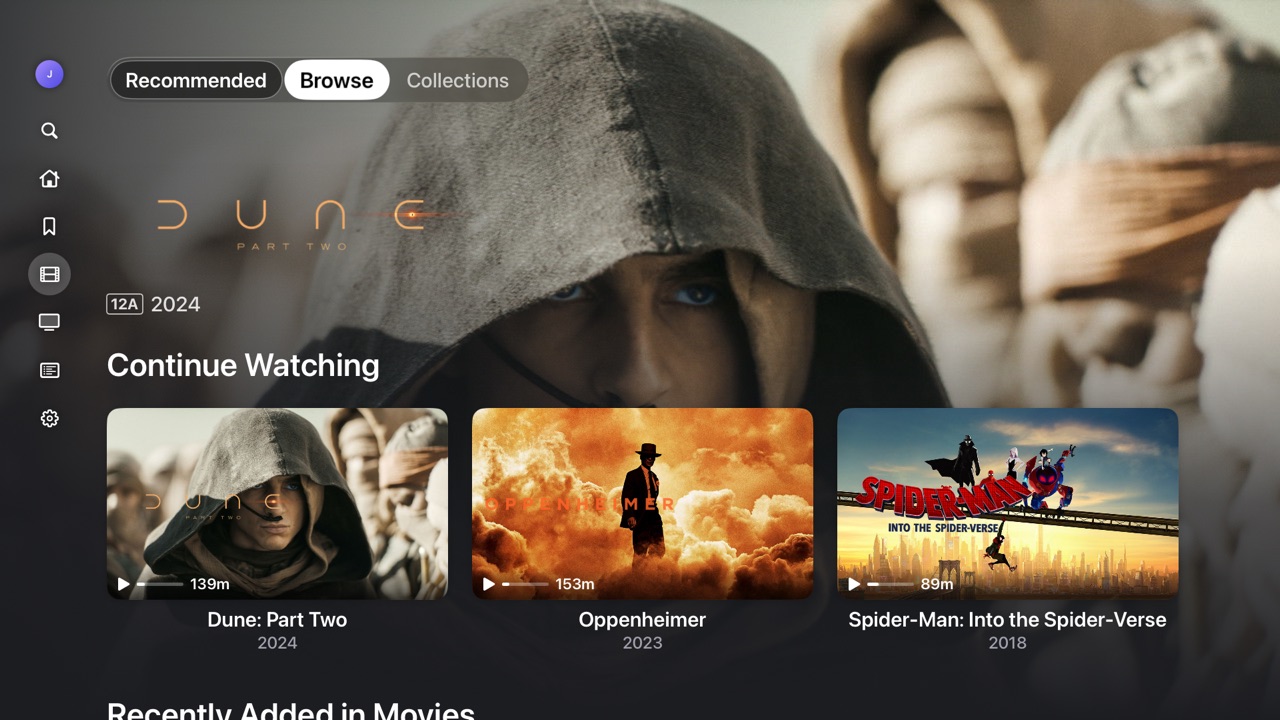 J
Recommended Browse Collections
DUNE
PART TWO
12A 2024
Continue Watching
DUNE
PART TWO
OPPENHEIMER
SPIDER-MAN
INTO THE SPIDER-VERSE
139m
153m
89m
Dune: Part Two
Oppenheimer
Spider-Man: Into the Spider-Verse
2024
2023
2018
Recently Added in Movies